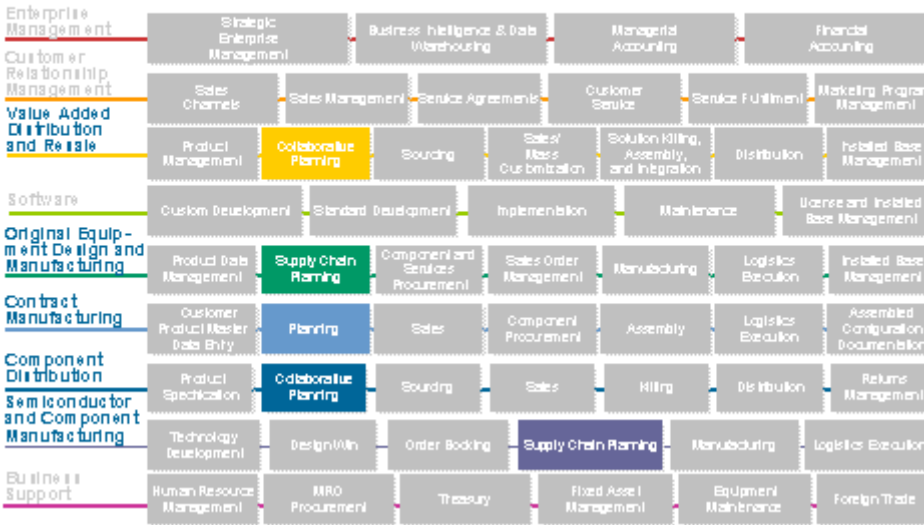 Enterprise
Management
Strategic
Enterprise
Management
Business Intelligence & Data
Warehousing
Managerial
Accounting
Financial
Accounting
Customer
Relationship
Management
Sales
Channels
Sales Management
Service Agreements
Customer
Service
Service Fulfillment
Marketing Program
Management
Value Added
Distribution
and Resale
Product
Management
Collaborative
Planning
Sourcing
Sales/
Mass
Customization
Solution Kitting,
Assembly,
and Integration
Distribution
Installed Base
Management
Software
Custom Development
Standard Development
Implementation
Maintenance
License and Installed
Base Management
Original Equip-
ment Design and
Manufacturing
Product Data
Management
Supply Chain
Planning
Component and
Services
Procurement
Sales Order
Management
Manufacturing
Logistics
Execution
Installed Base
Management
Contract
Manufacturing
Customer
Product Master
Data Entry
Planning
Sales
Component
Procurement
Assembly
Logistics
Execution
Assembled
Configuration
Documentation
Component
Distribution
Product
Specification
Collaborative
Planning
Sourcing
Sales
Kitting
Distribution
Returns
Management
Semiconductor
and Component
Manufacturing
Technology
Development
Design Win
Order Booking
Supply Chain Planning
Manufacturing
Logistics Execution
Business
Support
Human Resource
Management
MRO
Procurement
Treasury
Fixed Asset
Management
Equipment
Maintenance
Foreign Trade